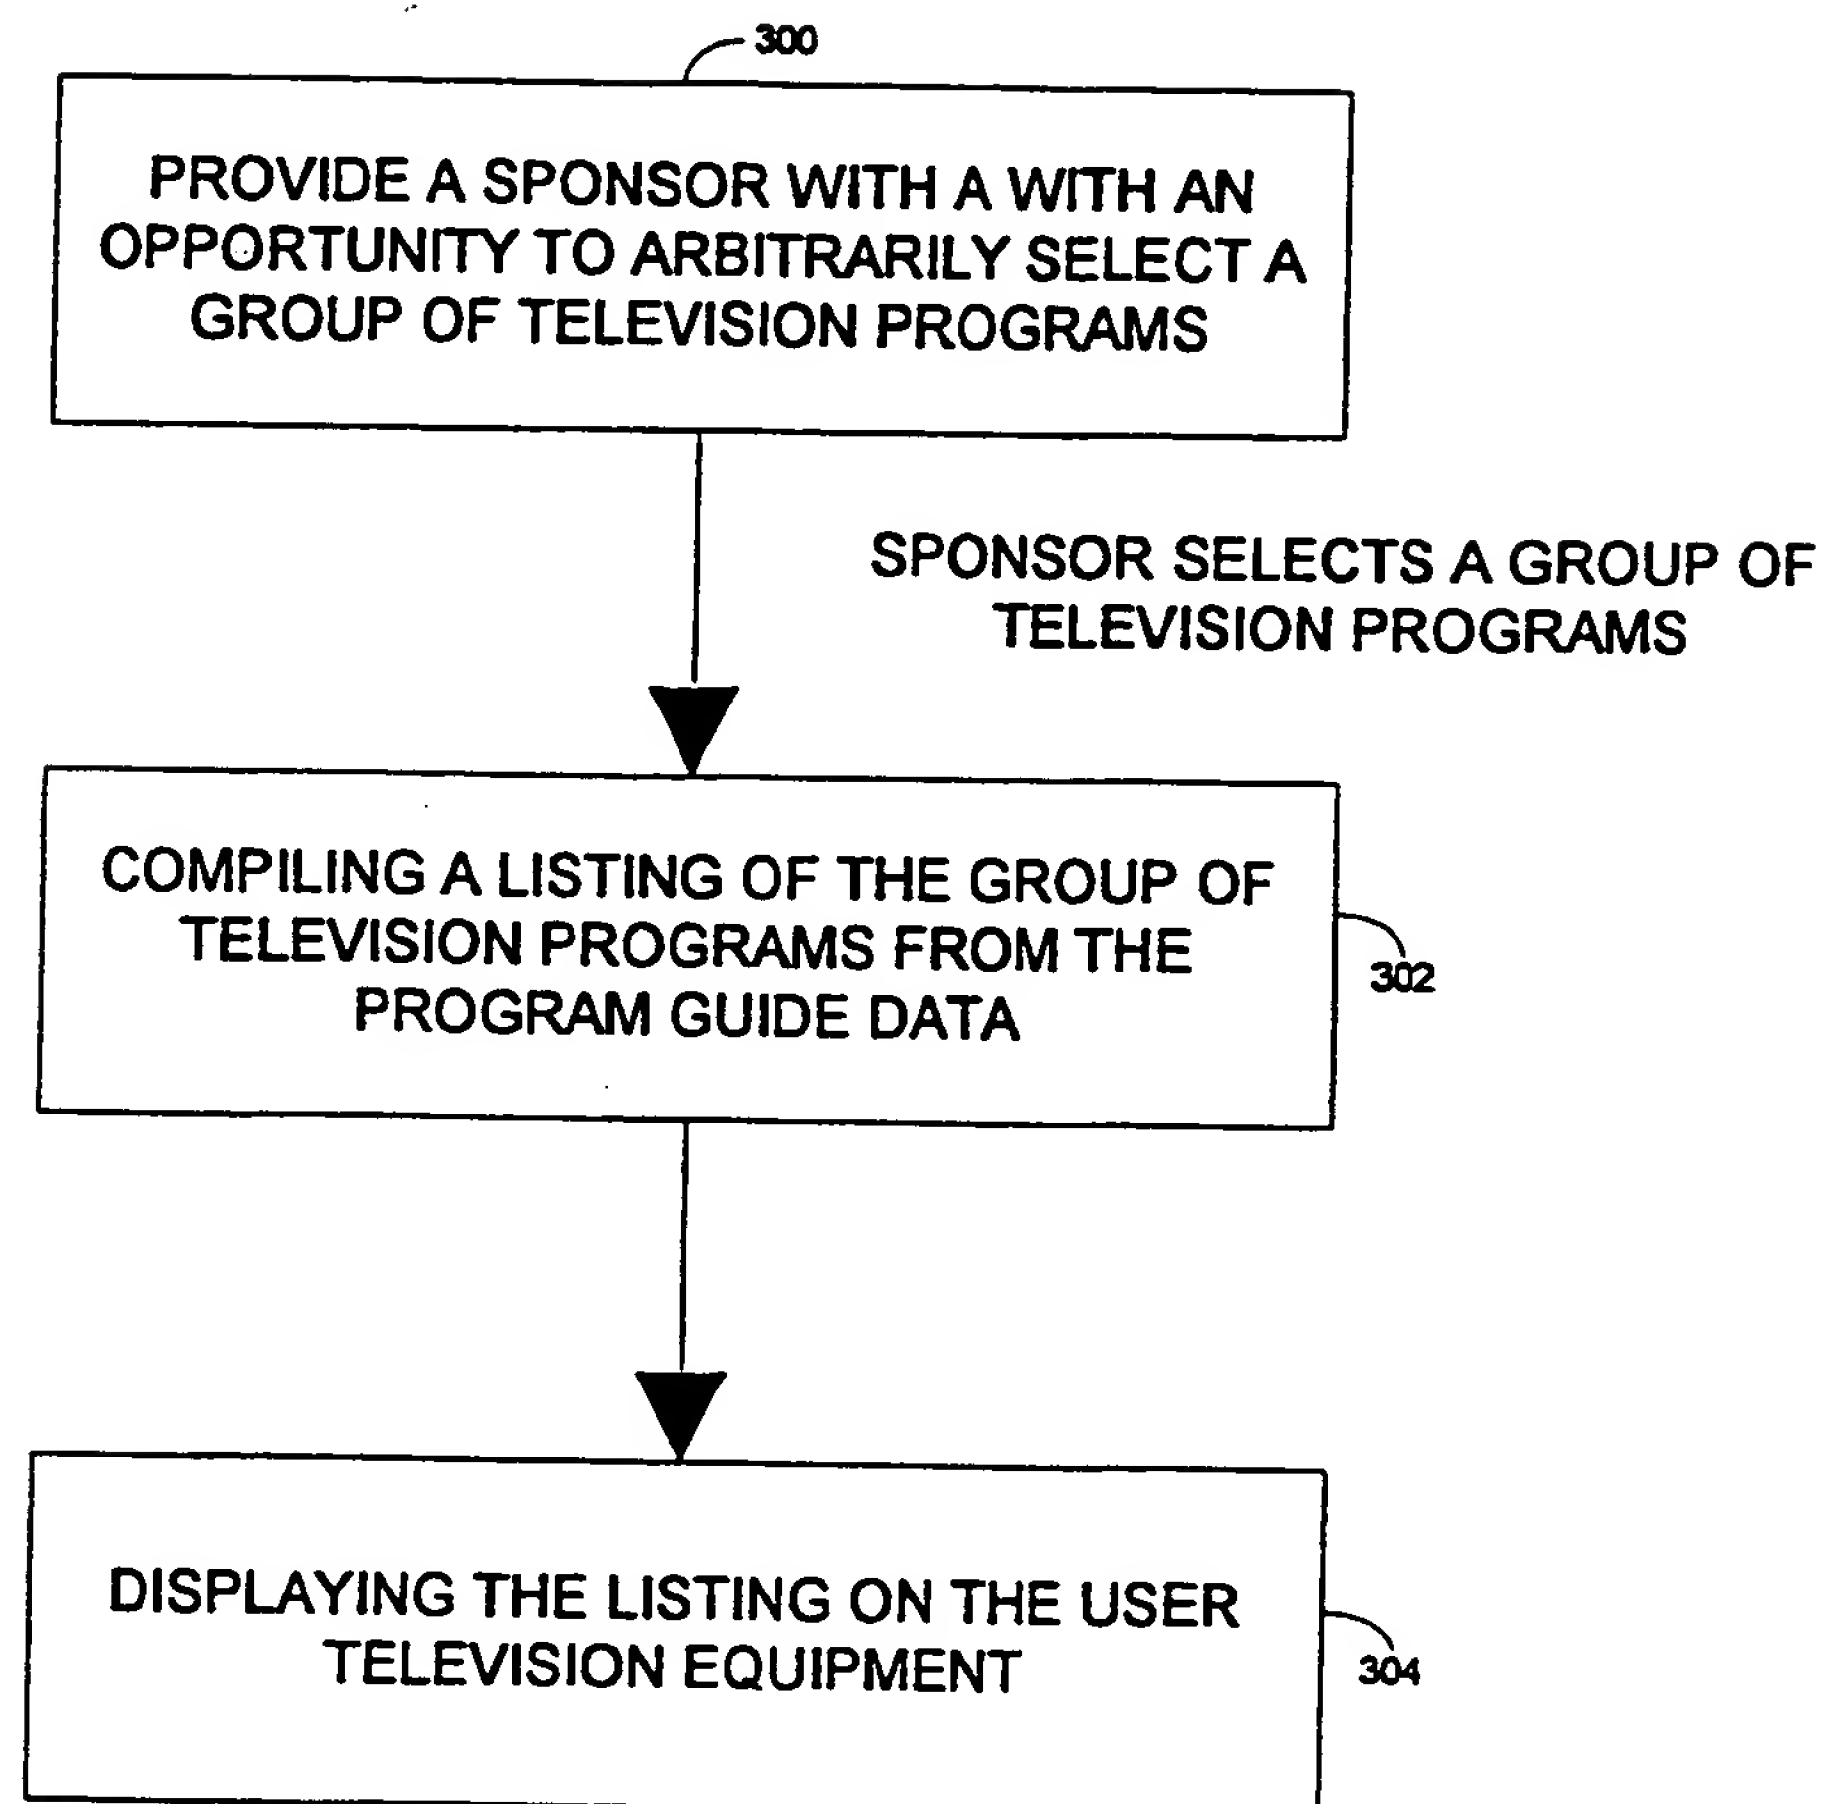 300
PROVIDE A SPONSOR WITH A WITH AN
OPPORTUNITY TO ARBITRARILY SELECT A
GROUP OF TELEVISION PROGRAMS
SPONSOR SELECTS A GROUP OF
TELEVISION PROGRAMS
COMPILING A LISTING OF THE GROUP OF
TELEVISION PROGRAMS FROM THE
PROGRAM GUIDE DATA
302
DISPLAYING THE LISTING ON THE USER
TELEVISION EQUIPMENT
304